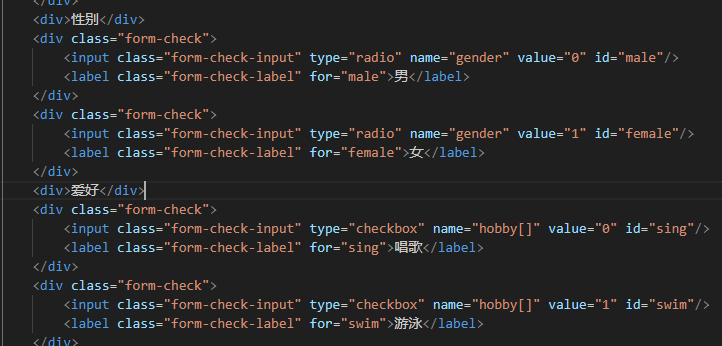 </div>
<div>性别</div>
<div class="form-check">
<input class="form-check-input" type="radio" name="gender" value="0" id="male"/>
<label class="form-check-label" for="male">男</label>
</div>
<div class="form-check">
<input class="form-check-input" type="radio" name="gender" value="1" id="female"/>
<label class="form-check-label" for="female">女</label>
</div>
<div>爱好</div>
<div class="form-check">
<input class="form-check-input" type="checkbox" name="hobby[]" value="0" id="sing"/>
<label class="form-check-label" for="sing">唱歌</label>
</div>
<div class="form-check">
<input class="form-check-input" type="checkbox" name="hobby[]" value="1" id="swim"/>
<label class="form-check-label" for="swim">游泳</label>
</div>